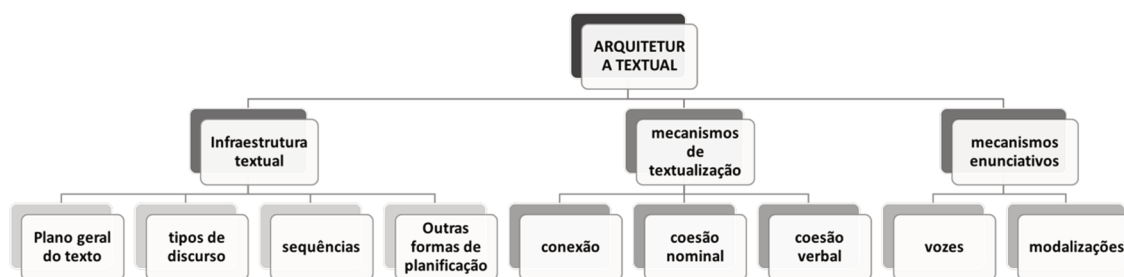 ARQUITETUR
A TEXTUAL
Infraestrutura
textual
mecanismos
de
textualização
mecanismos
enunciativos
Plano geral
do texto
tipos de
discurso
sequências
Outras
formas de
planificação
conexão
coesão
nominal
coesão
verbal
vozes
modalizações